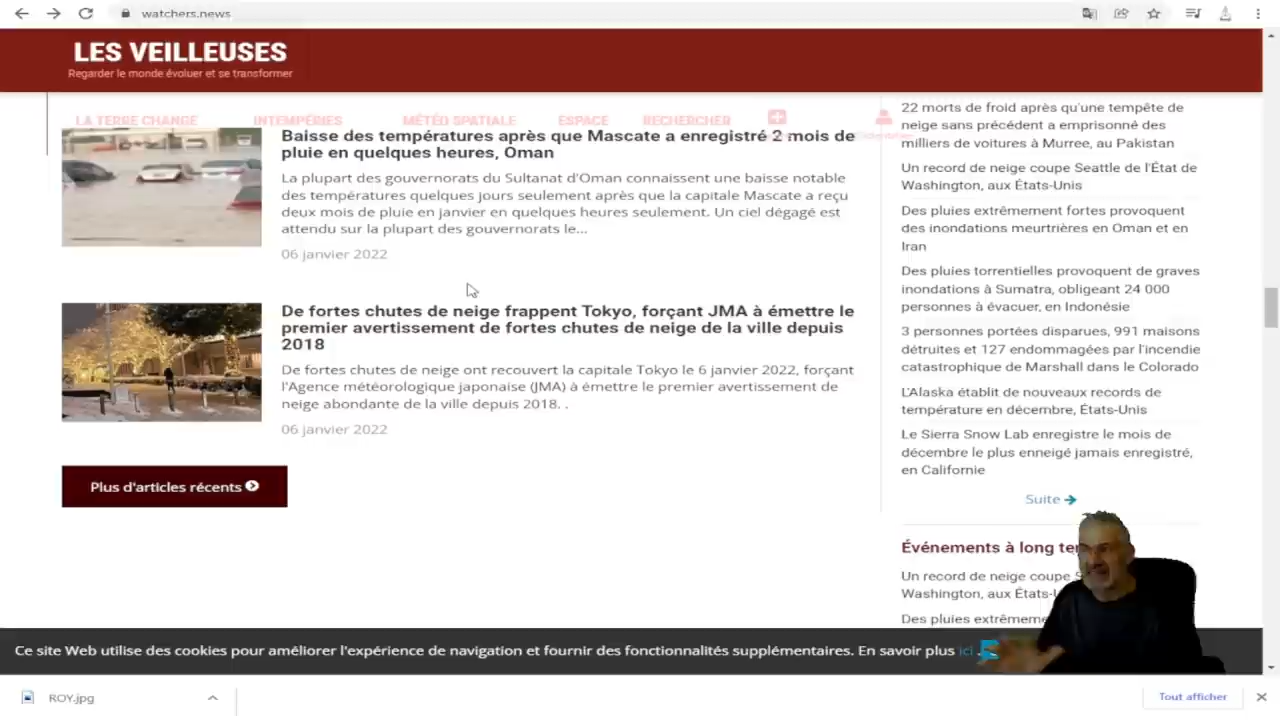 watchers.news
LES VEILLEUSES
Regarder le monde évoluer et se transformer
LA TERRE CHANGE
INTEMPÉRIES
MÉTÉO SPATIALE
ESPACE
RECHERCHER
Baisse des températures après que Mascate a enregistré 2 mois de
pluie en quelques heures, Oman
La plupart des gouvernorats du Sultanat d'Oman connaissent une baisse notable
des températures quelques jours seulement après que la capitale Mascate a reçu
deux mois de pluie en janvier en quelques heures seulement. Un ciel dégagé est
attendu sur la plupart des gouvernorats le...
06 janvier 2022
De fortes chutes de neige frappent Tokyo, forçant JMA à émettre le
premier avertissement de fortes chutes de neige de la ville depuis
2018
De fortes chutes de neige ont recouvert la capitale Tokyo le 6 janvier 2022, forçant
l'Agence météorologique japonaise (JMA) à émettre le premier avertissement de
neige abondante de la ville depuis 2018. .
06 janvier 2022
Plus d'articles récents
22 morts de froid après qu'une tempête de
neige sans précédent a emprisonné des
milliers de voitures à Murree, au Pakistan
Un record de neige coupe Seattle de l'État de
Washington, aux États-Unis
Des pluies extrêmement fortes provoquent
des inondations meurtrières en Oman et en
Iran
Des pluies torrentielles provoquent de graves
inondations à Sumatra, obligeant 24 000
personnes à évacuer, en Indonésie
3 personnes portées disparues, 991 maisons
détruites et 127 endommagées par l'incendie
catastrophique de Marshall dans le Colorado
L'Alaska établit de nouveaux records de
température en décembre, États-Unis
Le Sierra Snow Lab enregistre le mois de
décembre le plus enneigé jamais enregistré,
en Californie
Suite
Événements à long te
Un record de neige coupe S
Washington, aux États-U
Des pluies extrêmeme
Ce site Web utilise des cookies pour améliorer l'expérience de navigation et fournir des fonctionnalités supplémentaires. En savoir plus ici .
ROY.jpg
Tout afficher